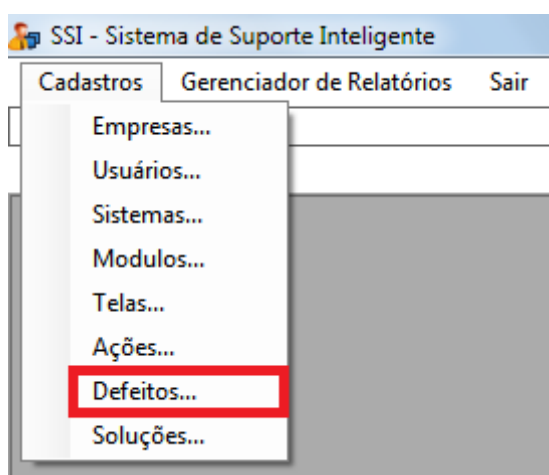 SSI - Sistema de Suporte Inteligente
Cadastros Gerenciador de Relatórios Sair
Empresas...
Usuários...
Sistemas...
Modulos...
Telas...
Ações...
Defeitos...
Soluções...